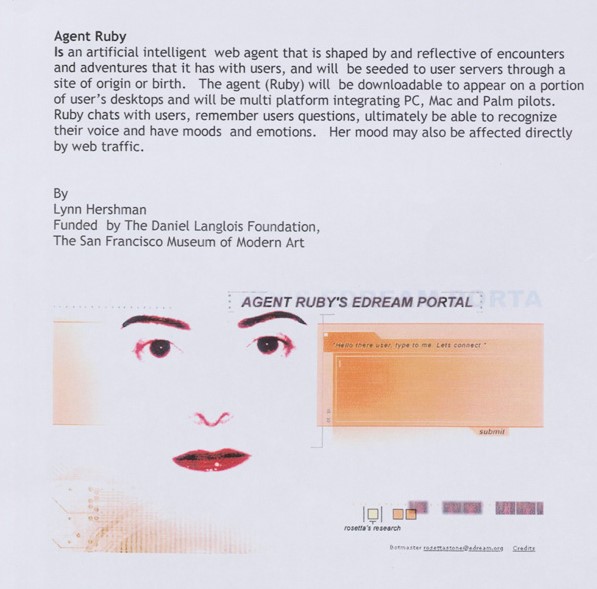 Agent Ruby
Is an artificial intelligent web agent that is shaped by and reflective of encounters
and adventures that it has with users, and will be seeded to user servers through a
site of origin or birth. The agent (Ruby) will be downloadable to appear on a portion
of user's desktops and will be multi platform integrating PC, Mac and Palm pilots.
Ruby chats with users, remember users questions, ultimately be able to recognize
their voice and have moods and emotions. Her mood may also be affected directly
by web traffic.
By
Lynn Hershman
Funded by The Daniel Langlois Foundation,
The San Francisco Museum of Modern Art
EDREAM PORTA
AGENT RUBY'S EDREAM PORTAL
"Hello there user, type to me. Lets connect."
submit
rosetta's research
Botmaster rosettastone@edream.org Credits